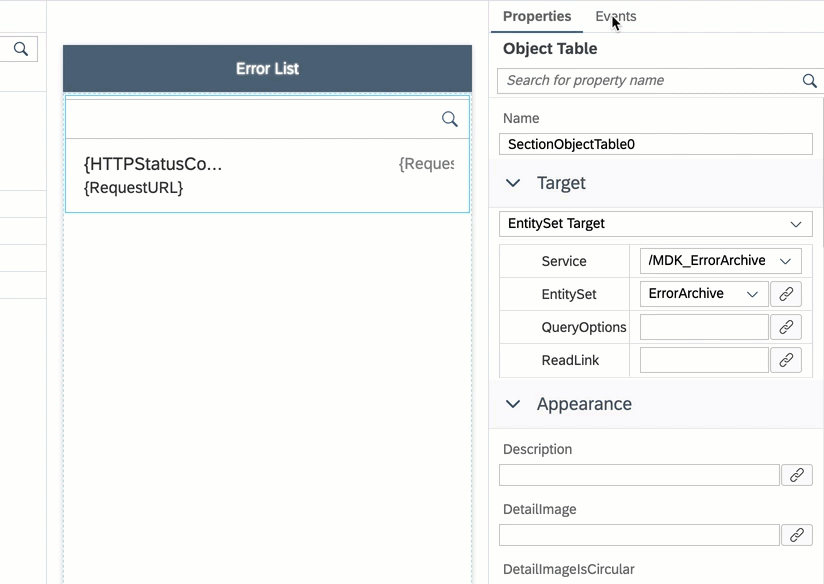 Properties Events
Object Table
Search for property name
Error List
Name
SectionObjectTable0
{HTTPStatusCo... {Reques
{RequestURL}
Target
EntitySet Target
Service /MDK_ErrorArchive
EntitySet ErrorArchive
QueryOptions
ReadLink
Appearance
Description
DetailImage
DetailImageIsCircular